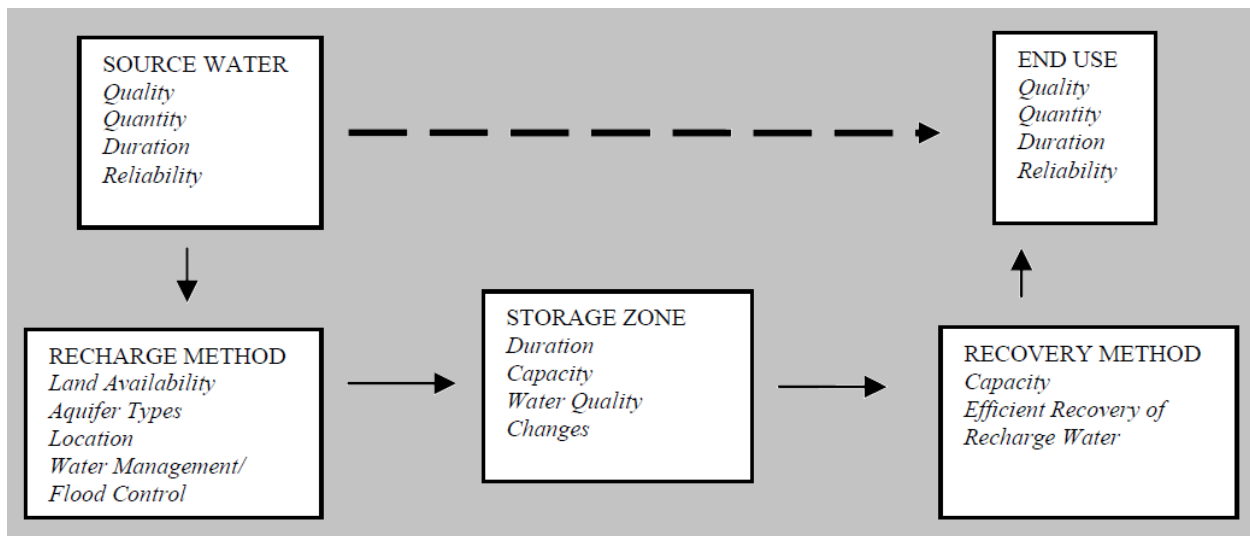 SOURCE WATER
Quality
Quantity
Duration
Reliability
END USE
Quality
Quantity
Duration
Reliability
RECHARGE METHOD
Land Availability
Aquifer Types
Location
Water Management/
Flood Control
STORAGE ZONE
Duration
Capacity
Water Quality
Changes
RECOVERY METHOD
Capacity
Efficient Recovery of
Recharge Water